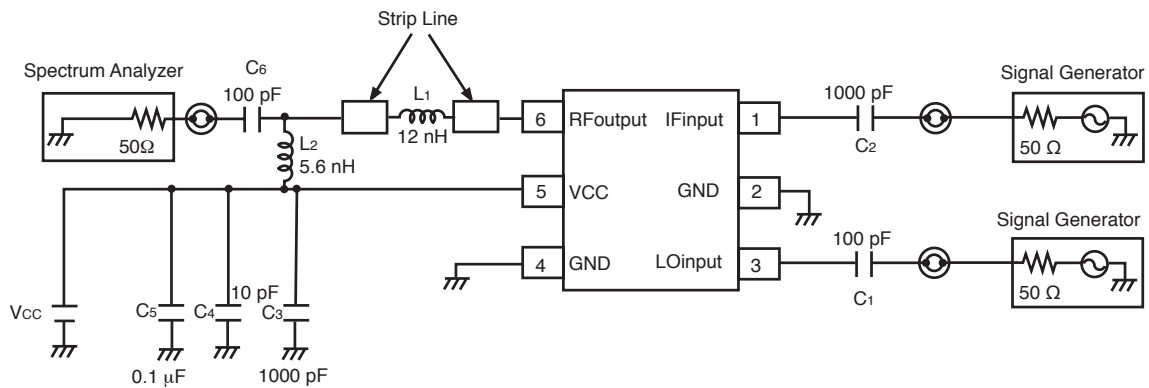 Strip Line
Spectrum Analyzer
C6
100 pF
50Ω
L1
12 nH
L2
5.6 nH
6
RFoutput
IFinput
1
5
VCC
GND
2
4
GND
LOinput
3
1000 pF
C2
Signal Generator
50 Ω
100 pF
C1
Signal Generator
50 Ω
VCC
C5
0.1 µF
10 pF
C4
C3
1000 pF